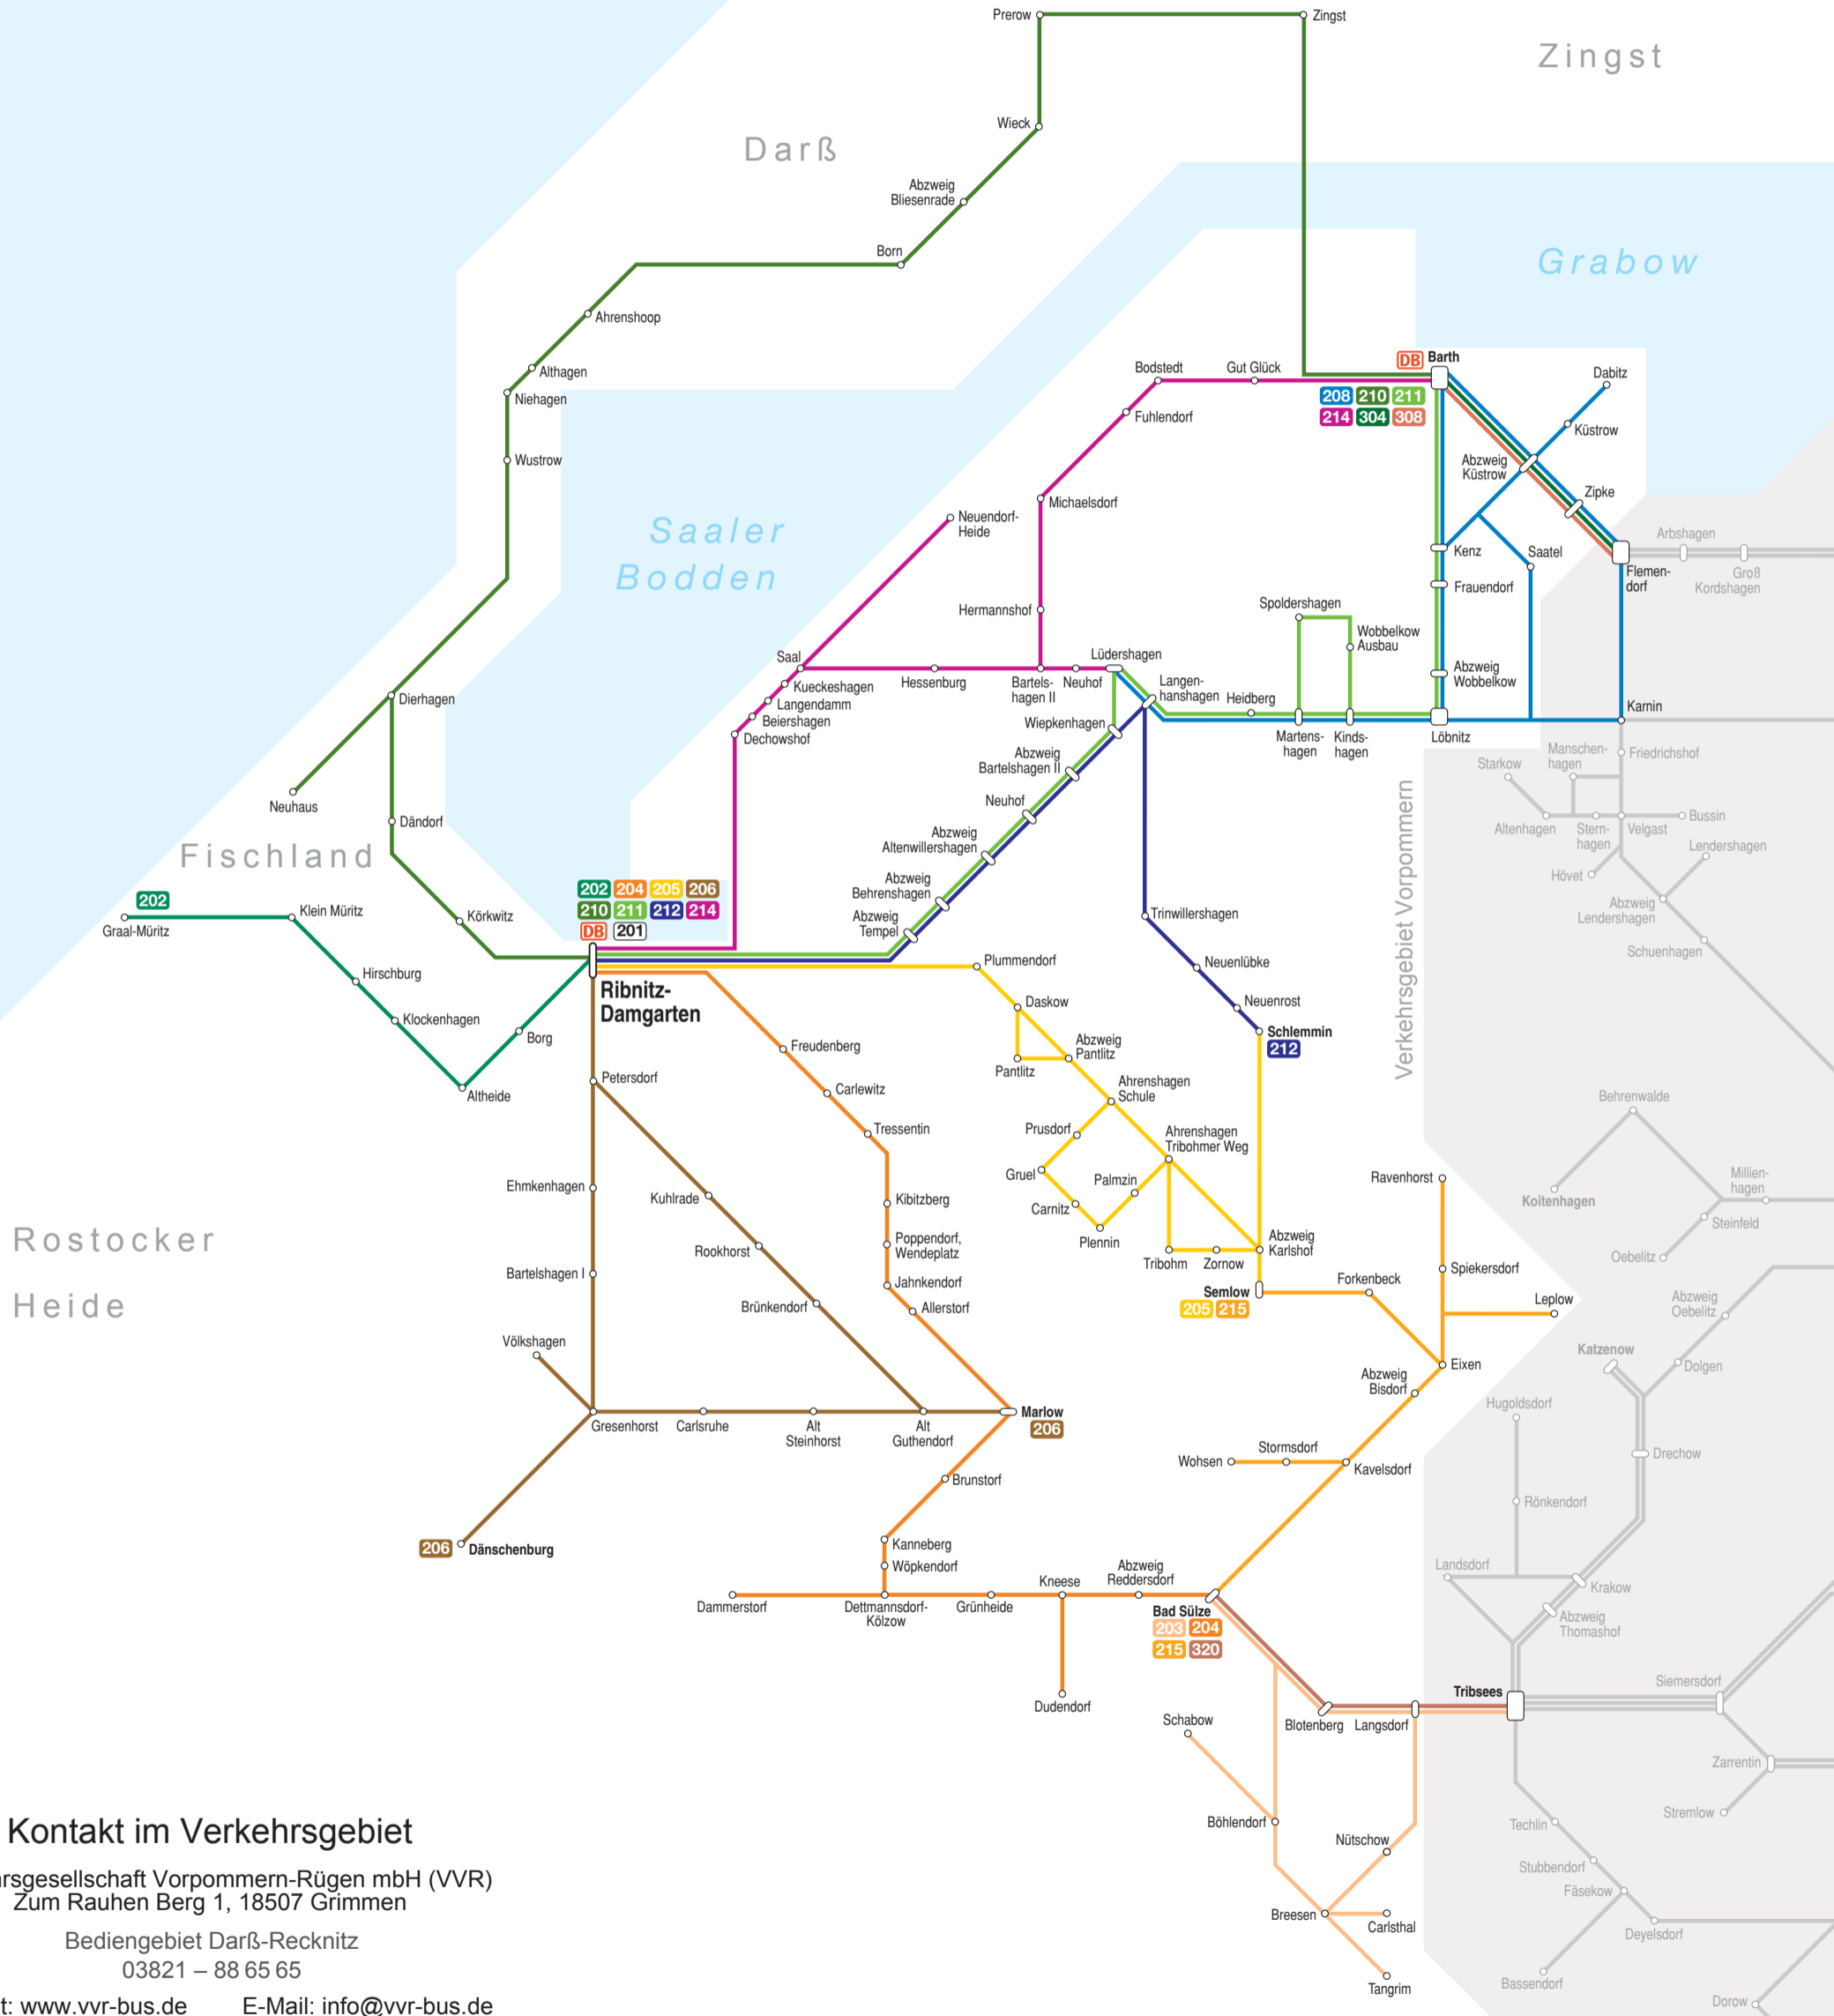 Prerow
Zingst
Zingst
Wieck
Darß
Abzweig
Bliesenrade
Born
Grabow
Ahrenshoop
Althagen
Niehagen
Wustrow
DB Barth
208 210 211
214 304 308
Bodstedt
Gut Glück
Fuhlendorf
Dabitz
Küstrow
Abzweig
Küstrow
Zipke
Michaelsdorf
Neuendorf-
Heide
Saaler
Bodden
Arbshagen
Groß
Kordshagen
Flemen-
dorf
Kenz
Saatel
Frauendorf
Hermannshof
Spoldershagen
Wobbelkow
Ausbau
Abzweig
Wobbelkow
Saal
Kueckeshagen
Langendamm
Beiershagen
Dechowshof
Hessenburg
Bartels-
hagen II
Neuhof
Lüdershagen
Langen-
hanshagen
Heidberg
Martens-
hagen
Kinds-
hagen
Löbnitz
Karnin
Wiepkenhagen
Abzweig
Bartelshagen II
Neuhof
Abzweig
Altenwillershagen
Abzweig
Behrenshagen
Abzweig
Tempel
Dierhagen
Neuhaus
Dändorf
Fischland
Verkehrsgebiet Vorpommern
Friedrichshof
Manschen-
hagen
Starkow
Altenhagen
Stern-
hagen
Velgast
Bussin
Lendershagen
Hövet
Abzweig
Lendershagen
Schuenhagen
202
Graal-Müritz
Klein Müritz
Körkwitz
Hirschburg
Klockenhagen
Borg
Altheide
202 204 205 206
210 211 212 214
DB 201
Ribnitz-
Damgarten
Trinwillershagen
Neuenlübke
Neuenrost
Schlemmin
212
Plummendorf
Daskow
Abzweig
Pantlitz
Pantlitz
Ahrenshagen
Schule
Prusdorf
Ahrenshagen
Tribohmer Weg
Gruel
Palmzin
Carnitz
Plennin
Tribohm
Zornow
Abzweig
Karlshof
Semlow
205 215
Freudenberg
Carlewitz
Tressentin
Kibitzberg
Poppendorf,
Wendeplatz
Jahnkendorf
Allerstorf
Petersdorf
Ehmkenhagen
Kuhlrade
Rookhorst
Bartelshagen I
Brünkendorf
Völkshagen
Gresenhorst
Carlsruhe
Alt
Steinhorst
Alt
Guthendorf
Marlow
206
Rostocker
Heide
Behrenwalde
Koitenhagen
Millien-
hagen
Steinfeld
Oebelitz
Abzweig
Oebelitz
Dolgen
Katzenow
Drechow
Ravenhorst
Spiekersdorf
Leplow
Forkenbeck
Eixen
Abzweig
Bisdorf
Hugoldsdorf
Rönkendorf
Landsdorf
Krakow
Abzweig
Thomashof
Wohsen
Stormsdorf
Kavelsdorf
206 Dänschenburg
Brunstorf
Kanneberg
Wöpkendorf
Dammerstorf
Dettmannsdorf-
Kölzow
Grünheide
Kneese
Abzweig
Reddersdorf
Dudendorf
Bad Sülze
203 204
215 320
Blotenberg
Langsdorf
Tribsees
Siemersdorf
Zarrentin
Stremlow
Schabow
Böhlendorf
Nütschow
Breesen
Carlsthal
Tangrim
Techlin
Stubbendorf
Fäsekow
Deyelsdorf
Bassendorf
Dorow
Kontakt im Verkehrsgebiet
rsgesellschaft Vorpommern-Rügen mbH (VVR)
Zum Rauhen Berg 1, 18507 Grimmen
Bediengebiet Darß-Recknitz
03821 – 88 65 65
t: www.vvr-bus.de E-Mail: info@vvr-bus.de